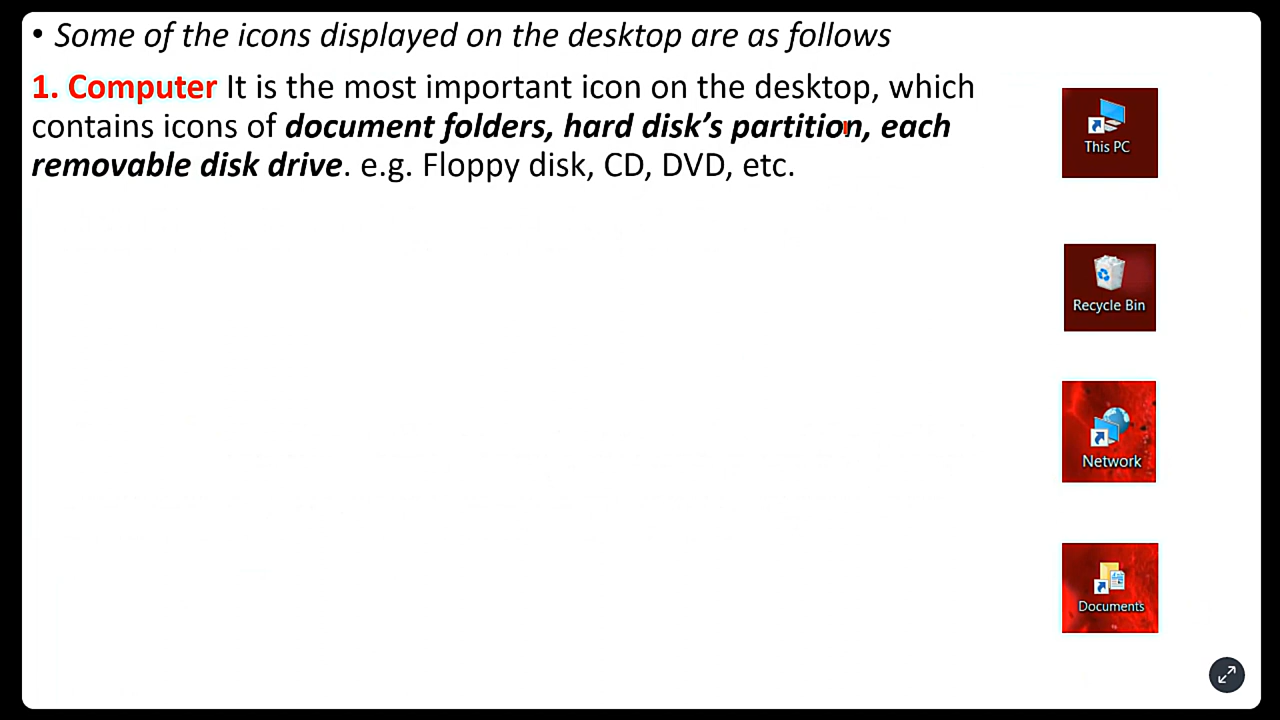 • Some of the icons displayed on the desktop are as follows
1. Computer It is the most important icon on the desktop, which
contains icons of document folders, hard disk’s partition, each
removable disk drive. e.g. Floppy disk, CD, DVD, etc.
This PC
Recycle Bin
Network
Documents